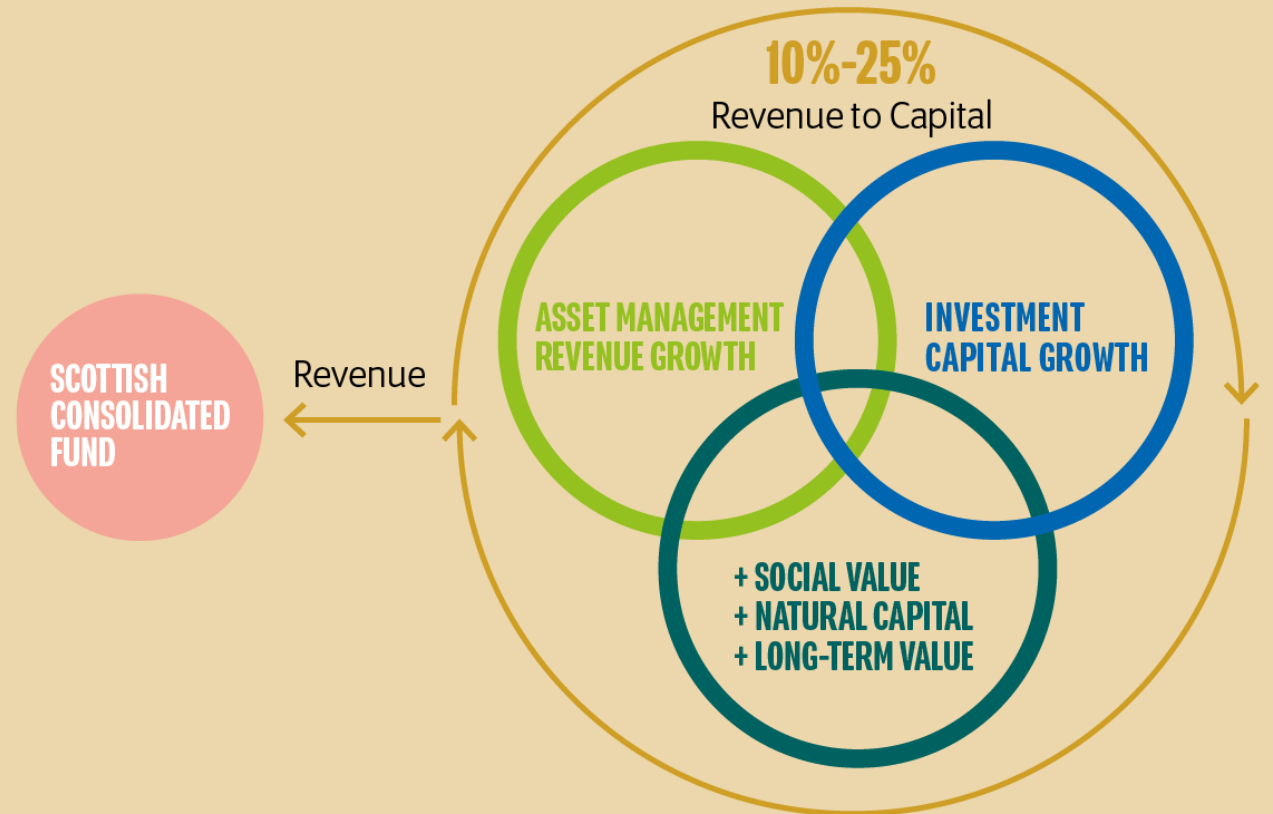 10%-25%
Revenue to Capital
ASSET MANAGEMENT
REVENUE GROWTH
INVESTMENT
CAPITAL GROWTH
SCOTTISH
CONSOLIDATED
FUND
Revenue
+ SOCIAL VALUE
+ NATURAL CAPITAL
+ LONG-TERM VALUE